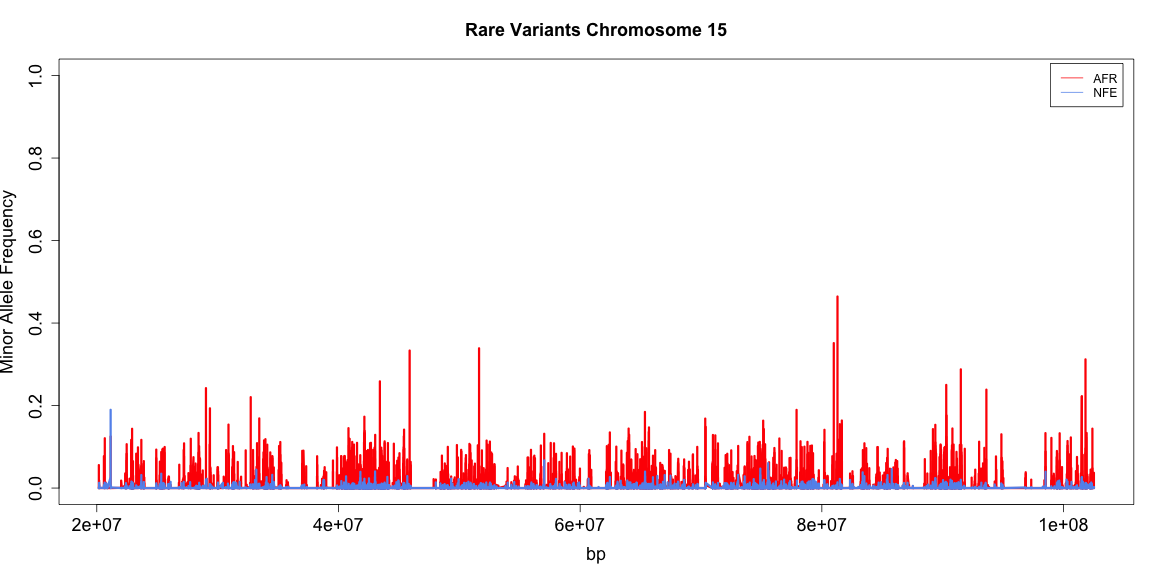 Rare Variants Chromosome 15
AFR
NFE
Minor Allele Frequency
1.0
0.8
0.6
0.4
0.2
0.0
2e+07 4e+07 6e+07 8e+07 1e+08
bp